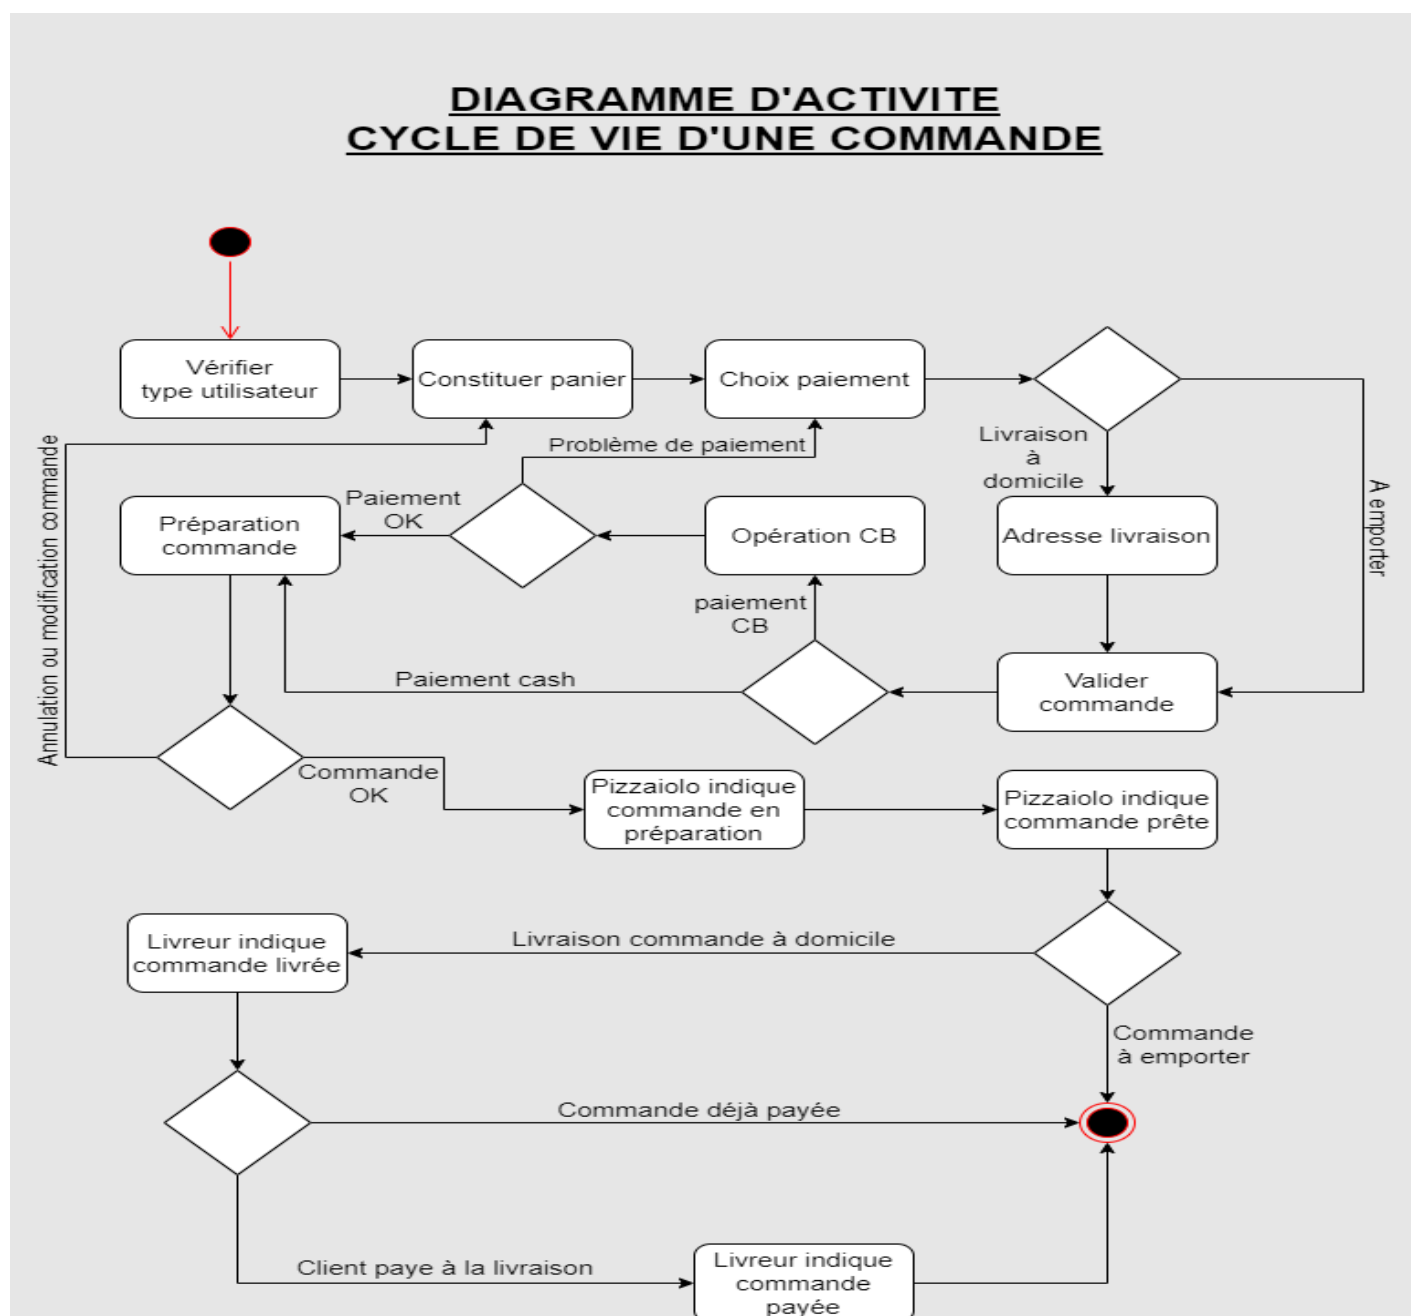 DIAGRAMME D'ACTIVITE
CYCLE DE VIE D'UNE COMMANDE
Vérifier
type utilisateur
Constituer panier
Choix paiement
Livraison
à
domicile
A emporter
Problème de paiement
Annulation ou modification commande
Paiement
OK
Préparation
commande
Opération CB
Adresse livraison
paiement
CB
Paiement cash
Valider
commande
Commande
OK
Pizzaiolo indique
commande en
préparation
Pizzaiolo indique
commande prête
Livreur indique
commande livrée
Livraison commande à domicile
Commande
à emporter
Commande déjà payée
Client paye à la livraison
Livreur indique
commande
payée